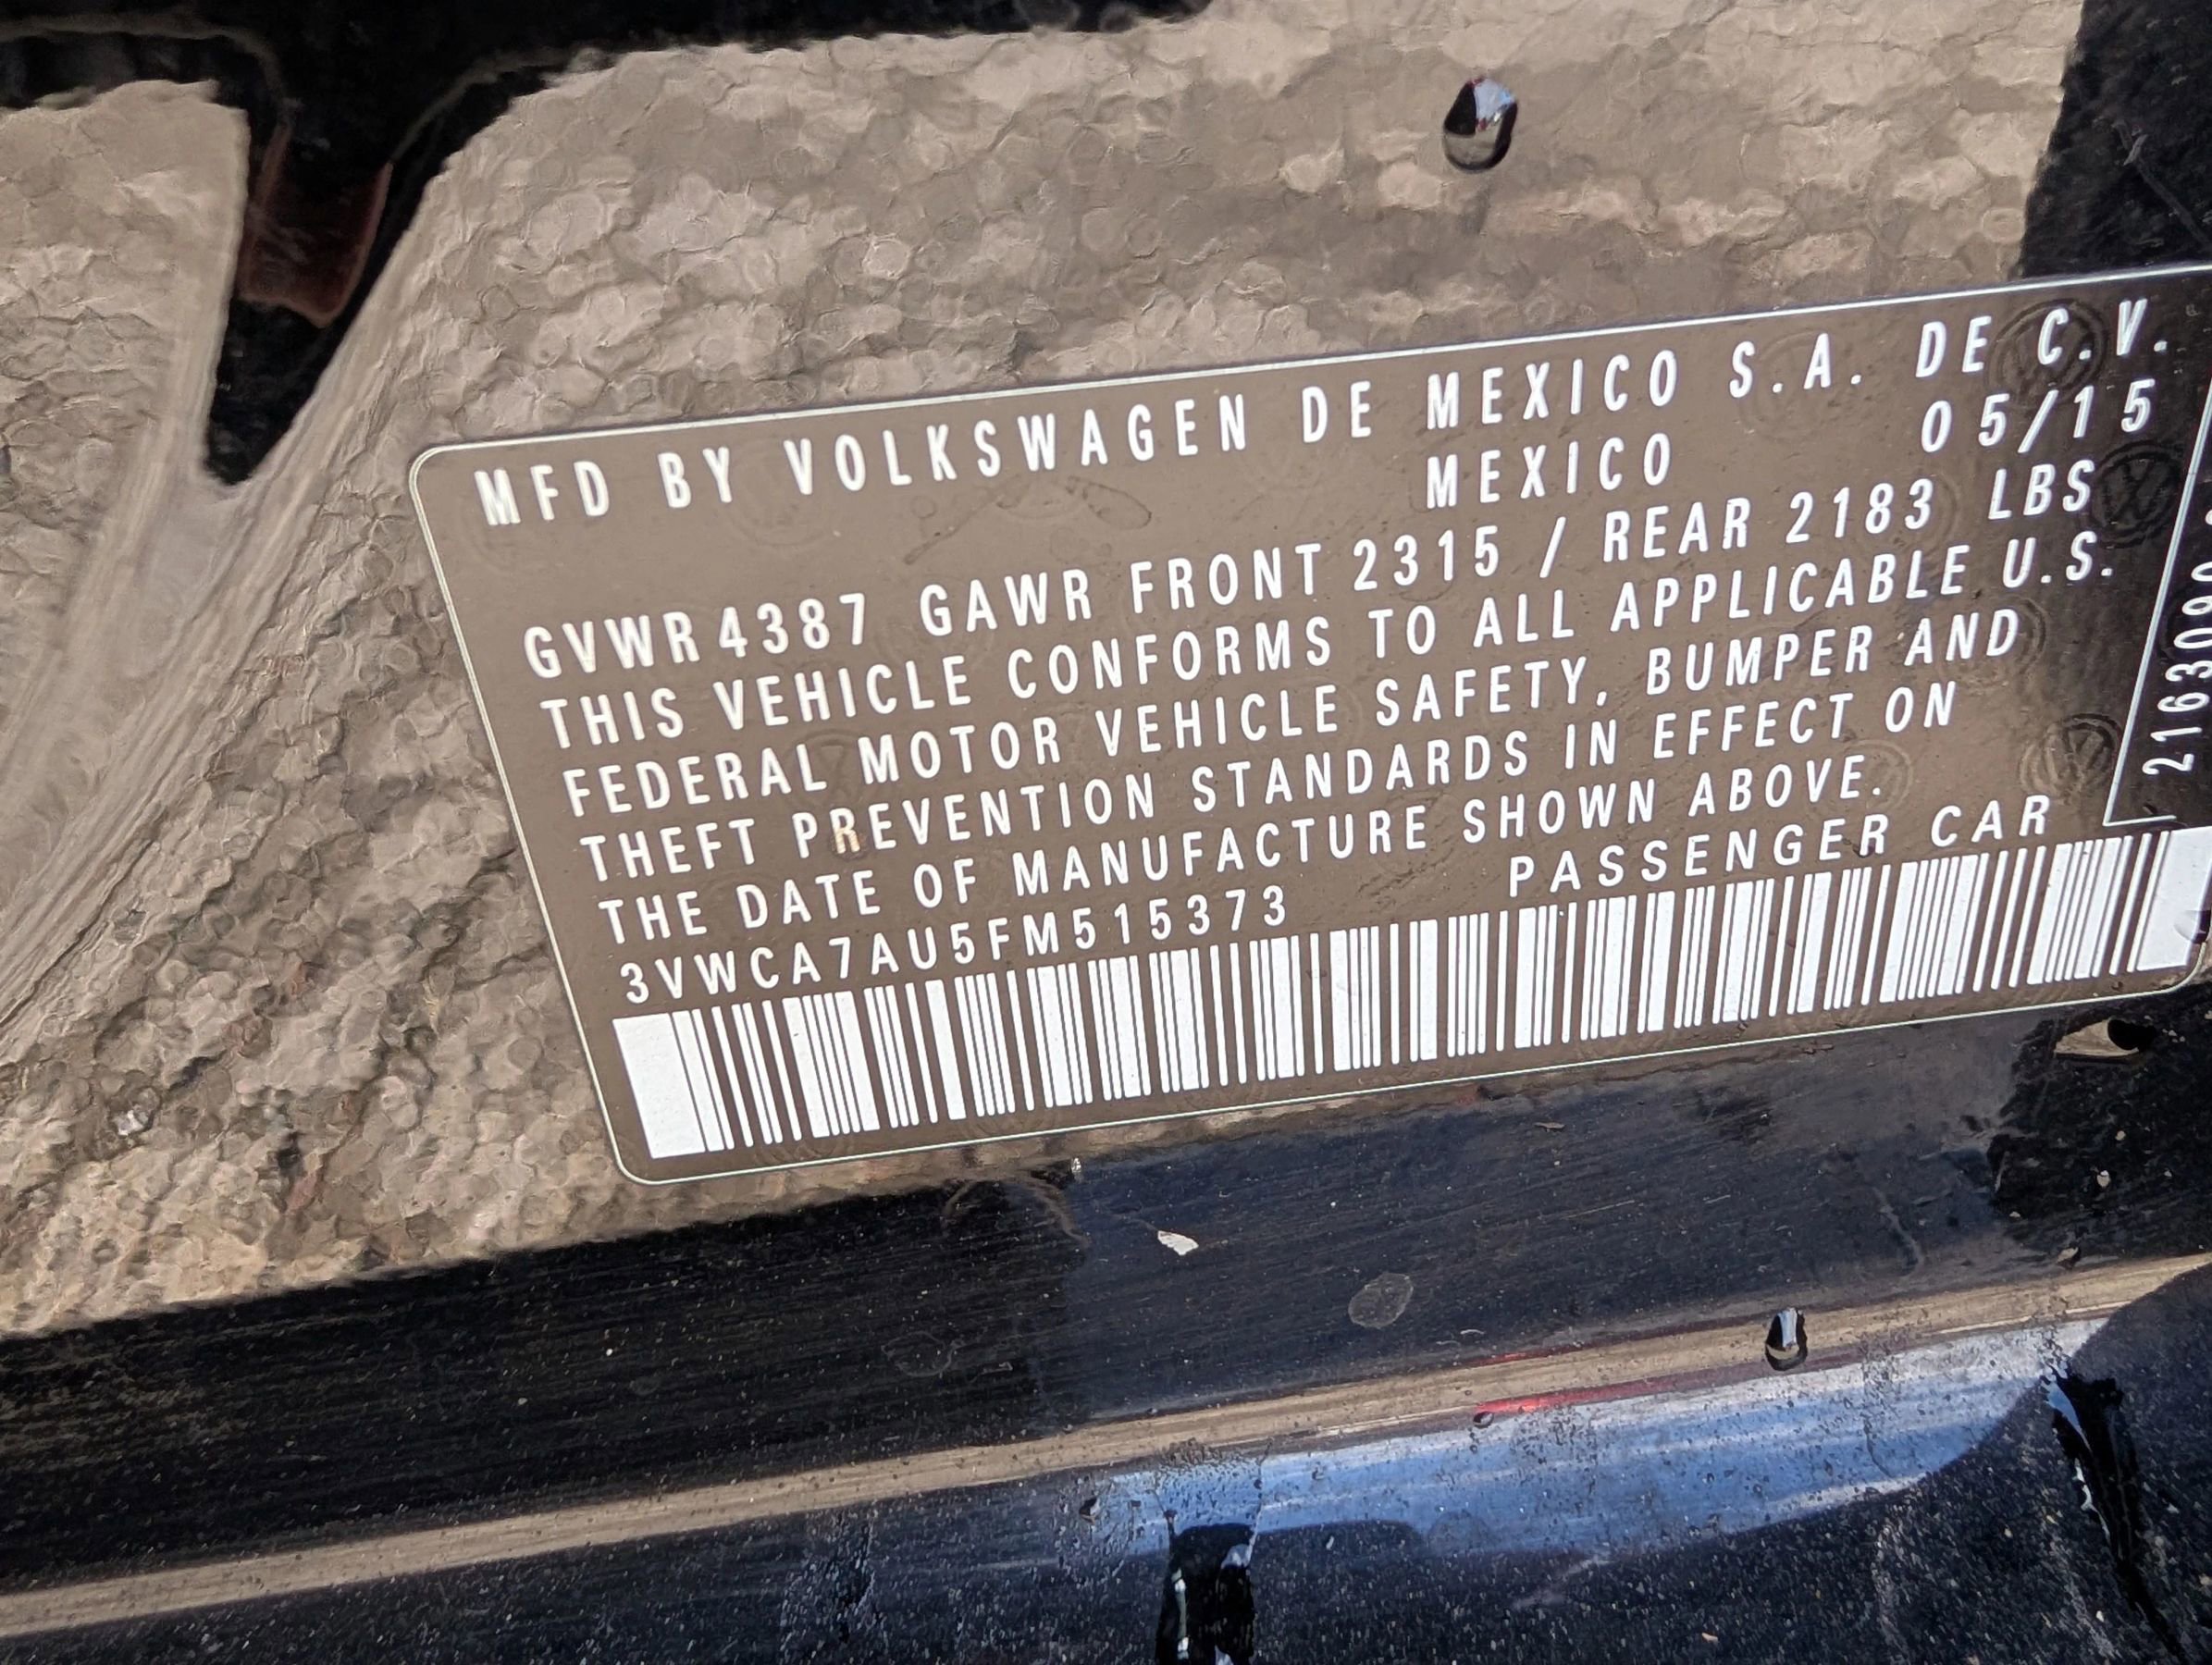 MFD BY VOLKSWAGEN DE MEXICO S.A. DE C.V.
MEXICO 05/15
GVWR 4387 GAWR FRONT 2315 / REAR 2183 LBS
THIS VEHICLE CONFORMS TO ALL APPLICABLE U.S.
FEDERAL MOTOR VEHICLE SAFETY, BUMPER AND
THEFT PREVENTION STANDARDS IN EFFECT ON
THE DATE OF MANUFACTURE SHOWN ABOVE.
3VWCA7AU5FM515373 PASSENGER CAR